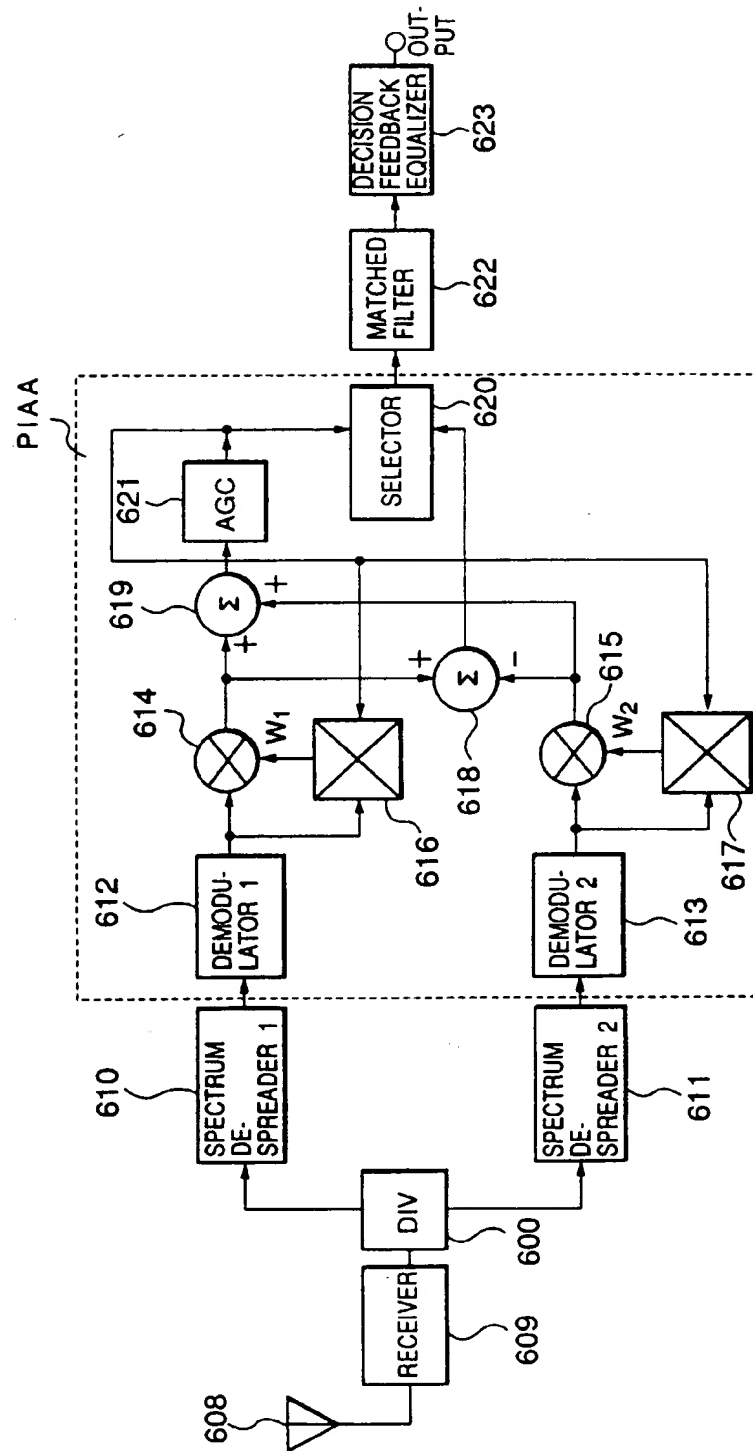 608
RECEIVER
609
DIV
600
610
SPECTRUM
DE-
SPREADER 1
SPECTRUM
DE-
SPREADER 2
611
PIAA
612
DEMODU-
LATOR 1
DEMODU-
LATOR 2
613
614
W1
616
615
W2
617
619
Σ
+
+
Σ
+
-
618
621
AGC
SELECTOR
620
MATCHED
FILTER
622
DECISION
FEEDBACK
EQUALIZER
623
OUT-
PUT